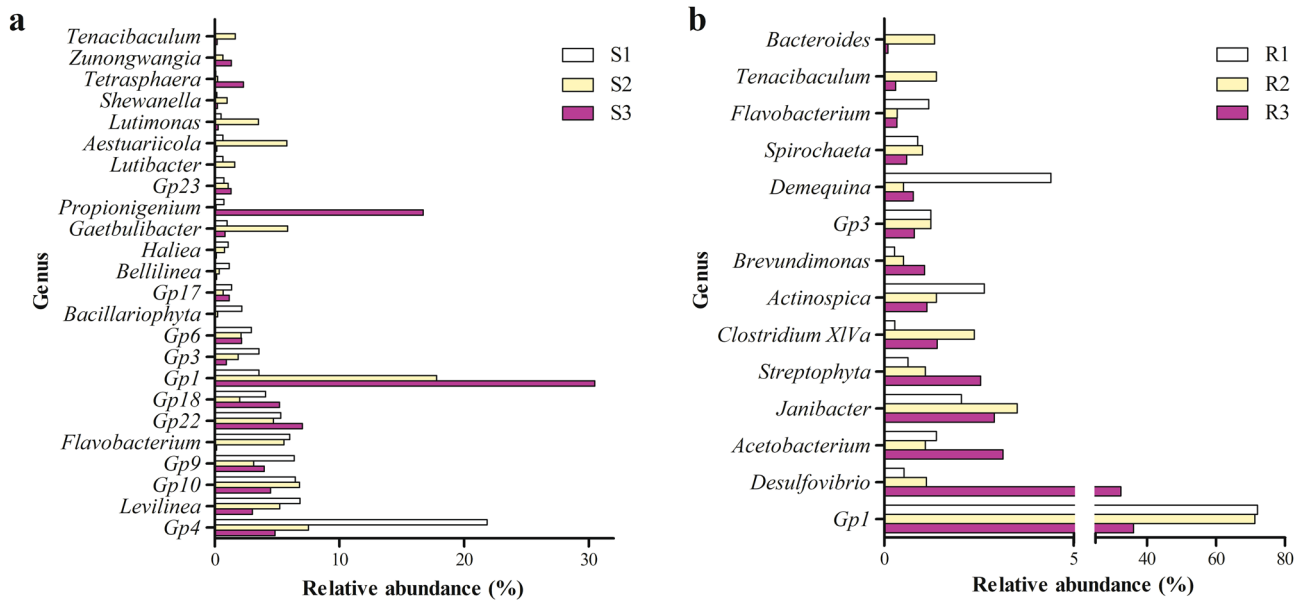 a
Tenacibaculum
Zunongwangia
Tetrasphaera
Shewanella
Lutimonas
Aestuariicola
Lutibacter
Gp23
Propionigenium
Gaetbulibacter
Haliea
Bellilinea
Gp17
Bacillariophyta
Gp6
Gp3
Gp1
Gp18
Gp22
Flavobacterium
Gp9
Gp10
Levilinea
Gp4
Genus
S1
S2
S3
0 10 20 30
Relative abundance (%)
b
Bacteroides
Tenacibaculum
Flavobacterium
Spirochaeta
Demequina
Gp3
Brevundimonas
Actinospica
Clostridium XlVa
Streptophyta
Janibacter
Acetobacterium
Desulfovibrio
Gp1
Genus
R1
R2
R3
0 5 40 60 80
Relative abundance (%)